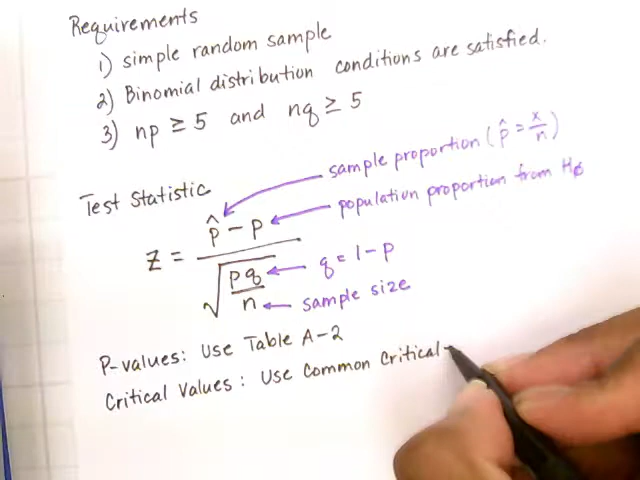 Requirements
1) simple random sample
2) Binomial distribution conditions are satisfied.
3) np ≥ 5 and nq ≥ 5
sample proportion (p̂ = x/n)
Test Statistic
population proportion from H₀
z = (p̂ − p) / √(pq/n)
q = 1 − p
sample size
P-values: Use Table A-2
Critical Values: Use Common Critical